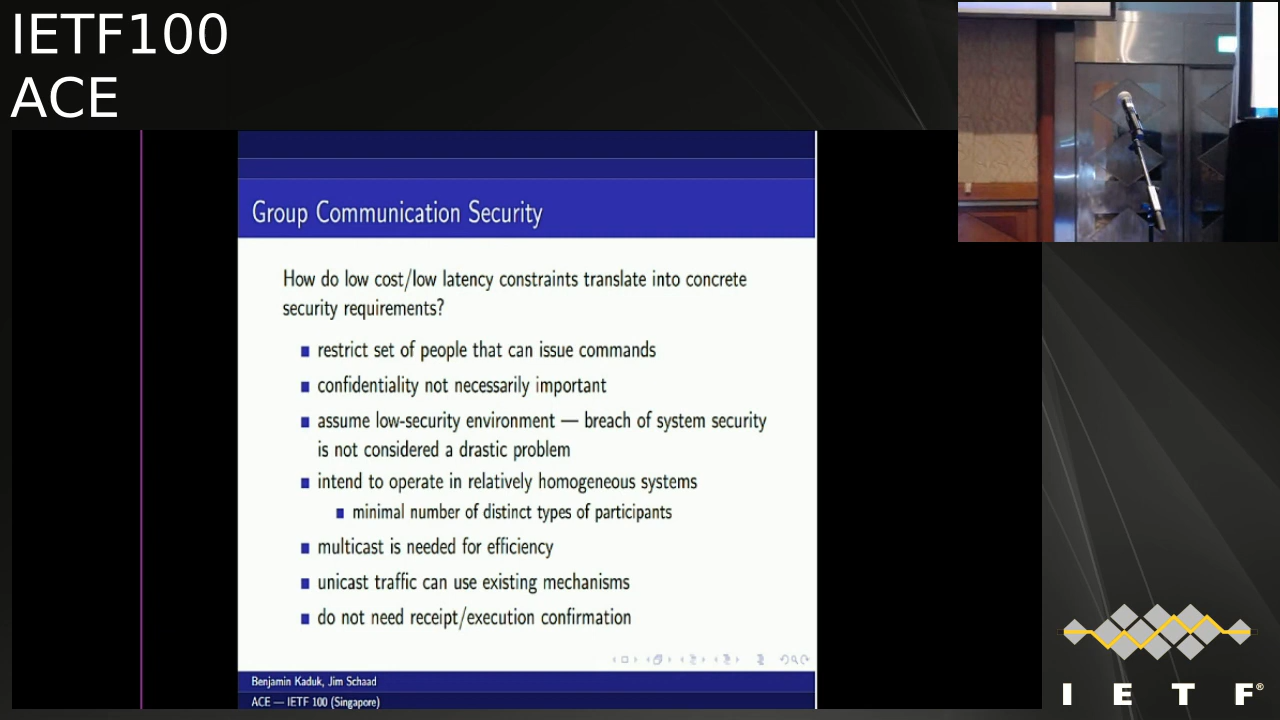 IETF100
ACE
Group Communication Security
How do low cost/low latency constraints translate into concrete
security requirements?
restrict set of people that can issue commands
confidentiality not necessarily important
assume low-security environment — breach of system security
is not considered a drastic problem
intend to operate in relatively homogeneous systems
minimal number of distinct types of participants
multicast is needed for efficiency
unicast traffic can use existing mechanisms
do not need receipt/execution confirmation
Benjamin Kaduk, Jim Schaad
ACE — IETF 100 (Singapore)
I E T F®